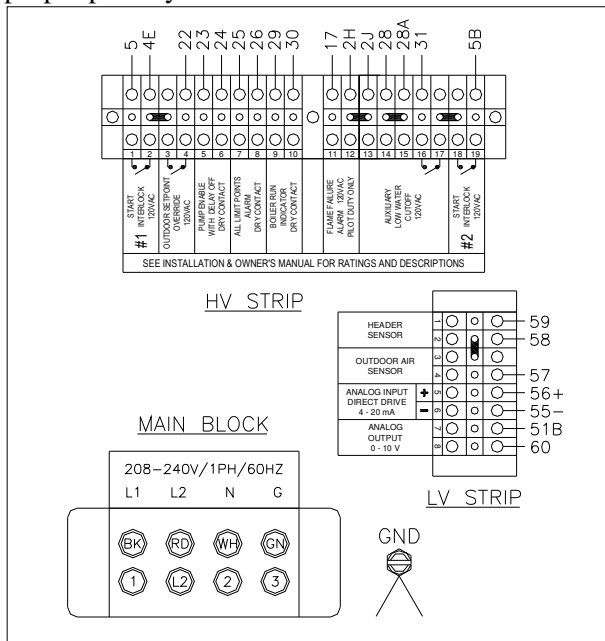 5 4E 22 23 24 25 26 29 30 17 2H 2J 28 28A 31 5B
1 2 3 4 5 6 7 8 9 10 11 12 13 14 15 16 17 18 19
#1
START
INTERLOCK
120VAC
OUTDOOR SETPOINT
OVERRIDE
120VAC
PUMP ENABLE
WITH DELAY OFF
DRY CONTACT
ALL LIMIT POINTS
ALARM
DRY CONTACT
BOILER RUN
INDICATOR
DRY CONTACT
FLAME FAILURE
ALARM 120VAC
PILOT DUTY ONLY
AUXILIARY
LOW WATER
CUTOFF
120VAC
#2
START
INTERLOCK
120VAC
SEE INSTALLATION & OWNER'S MANUAL FOR RATINGS AND DESCRIPTIONS
HV STRIP
HEADER
SENSOR
OUTDOOR AIR
SENSOR
ANALOG INPUT
DIRECT DRIVE
4 - 20 mA
+
-
ANALOG
OUTPUT
0 - 10 V
1 59
2 58
3
4 57
5 56+
6 55-
7 51B
8 60
LV STRIP
MAIN BLOCK
208-240V/1PH/60HZ
L1 L2 N G
BK RD WH GN
1 L2 2 3
GND